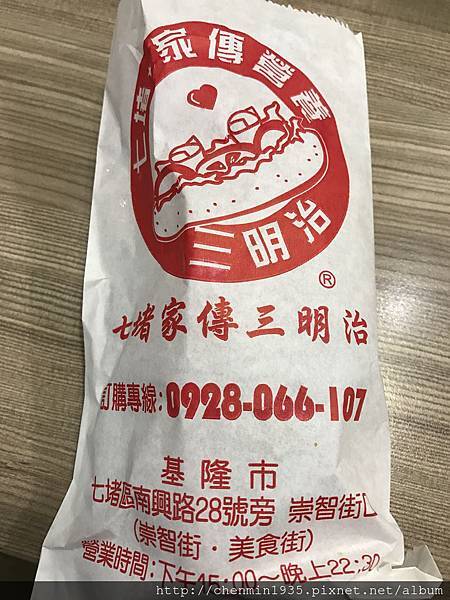 七堵‧家傳營養
三明治
®
七堵家傳三明治
訂購專線:0928-066-107
基隆市
七堵區南興路28號旁 崇智街口
(崇智街‧美食街)
營業時間:下午15:00～晚上22:30
http://chenmin1935.pixnet.net/album